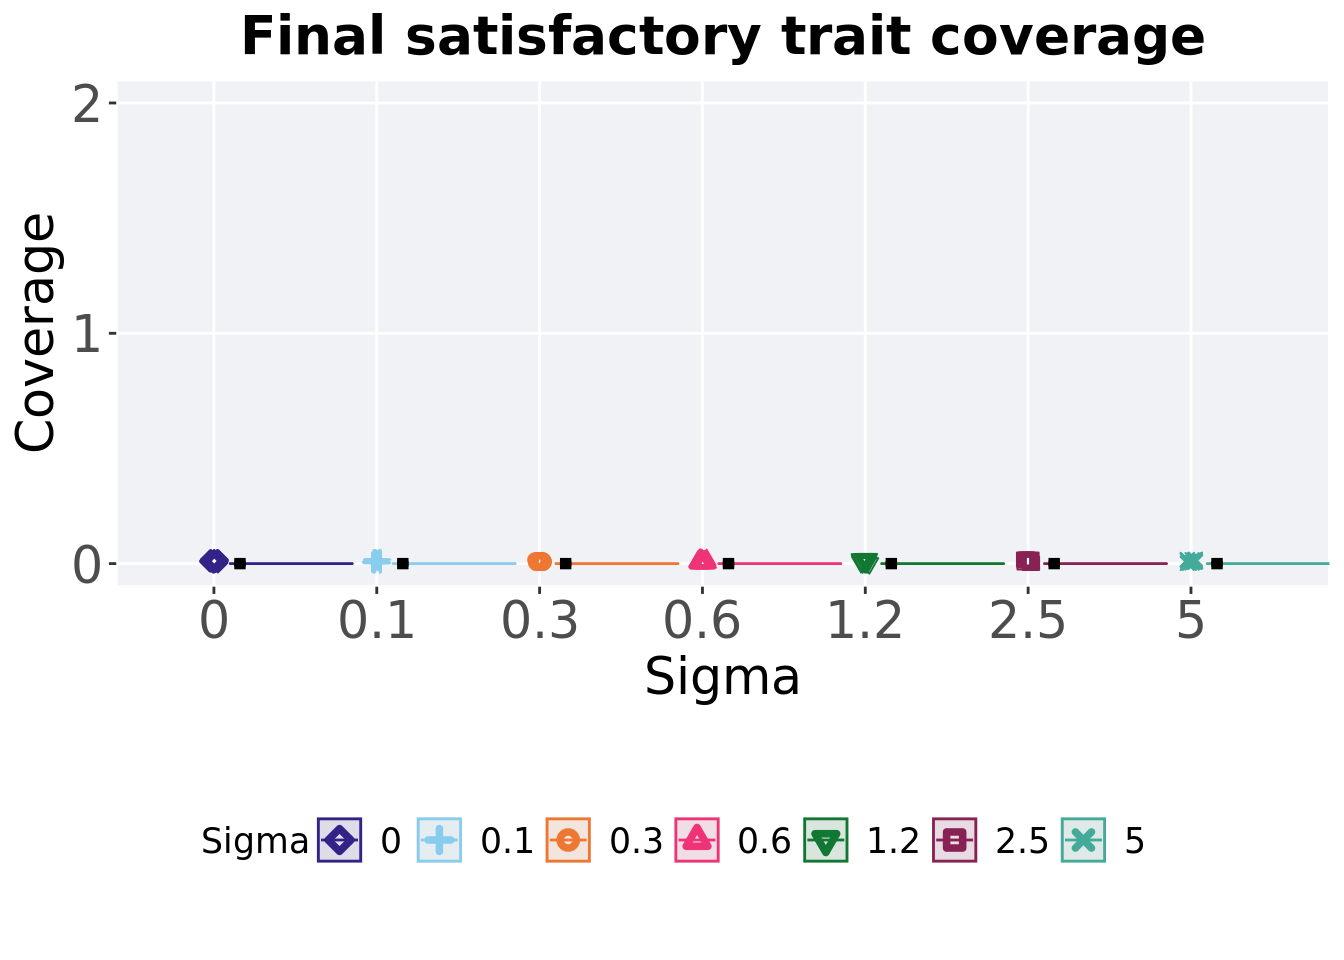 Final satisfactory trait coverage
2
1
0
Coverage
0 0.1 0.3 0.6 1.2 2.5 5
Sigma
Sigma 0 0.1 0.3 0.6 1.2 2.5 5